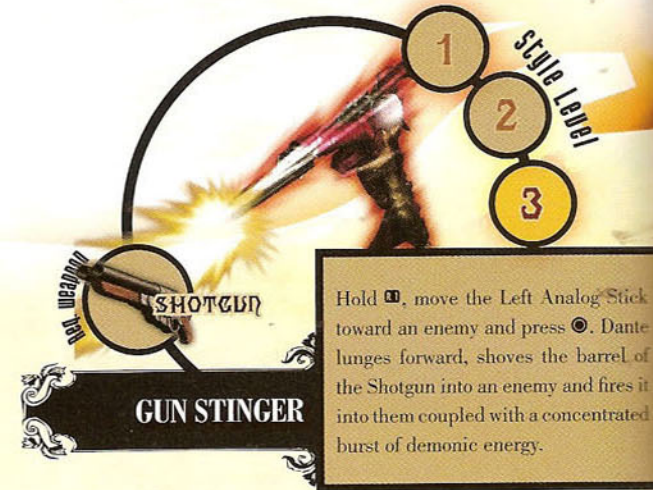 Style Level
1
2
3
Req. Weapon
SHOTGUN
GUN STINGER
Hold R1, move the Left Analog Stick
toward an enemy and press ●. Dante
lunges forward, shoves the barrel of
the Shotgun into an enemy and fires it
into them coupled with a concentrated
burst of demonic energy.